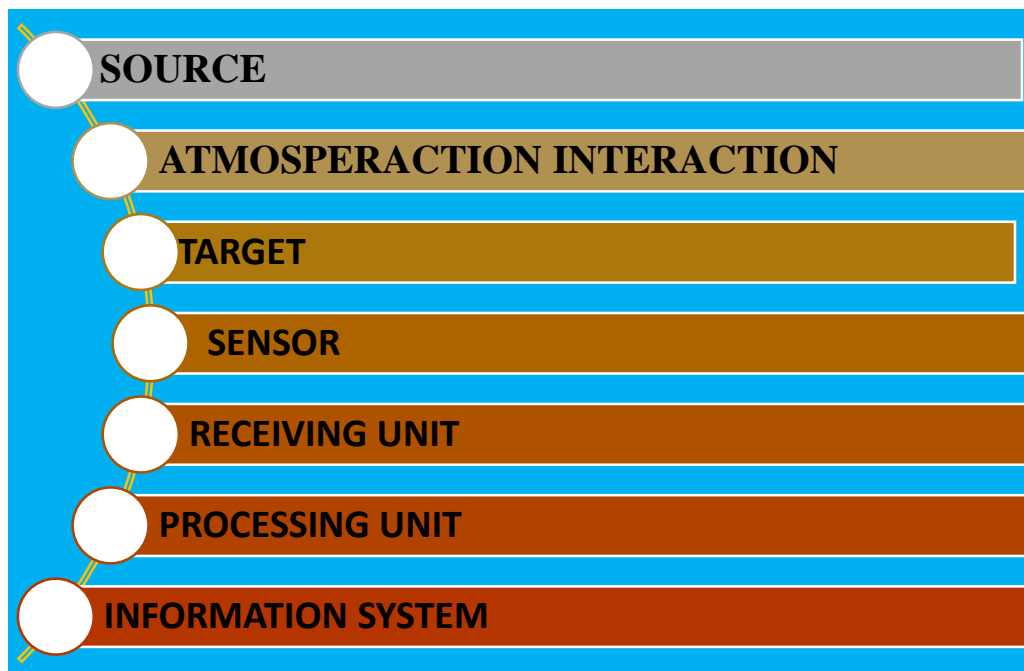 SOURCE
ATMOSPERACTION INTERACTION
TARGET
SENSOR
RECEIVING UNIT
PROCESSING UNIT
INFORMATION SYSTEM